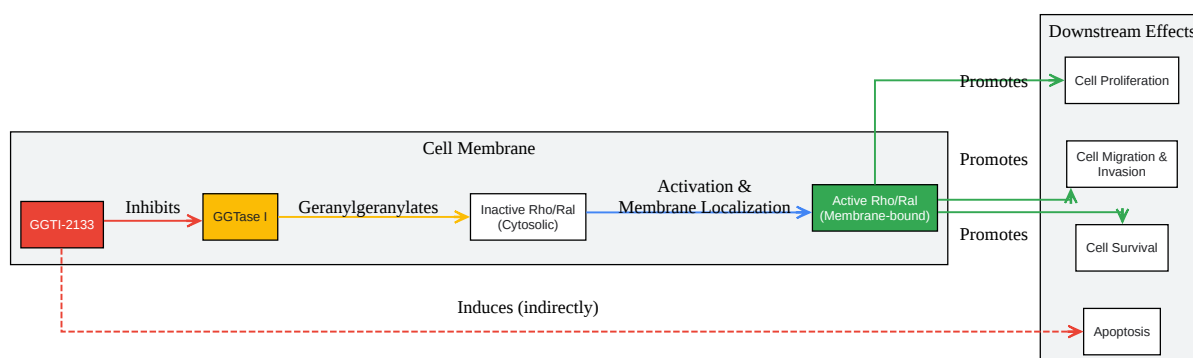 Downstream Effects
Promotes
Cell Proliferation
Cell Membrane
Promotes
Cell Migration &
Invasion
GGTI-2133
Inhibits
GGTase I
Geranylgeranylates
Inactive Rho/Ral
(Cytosolic)
Activation &
Membrane Localization
Active Rho/Ral
(Membrane-bound)
Promotes
Cell Survival
Induces (indirectly)
Apoptosis